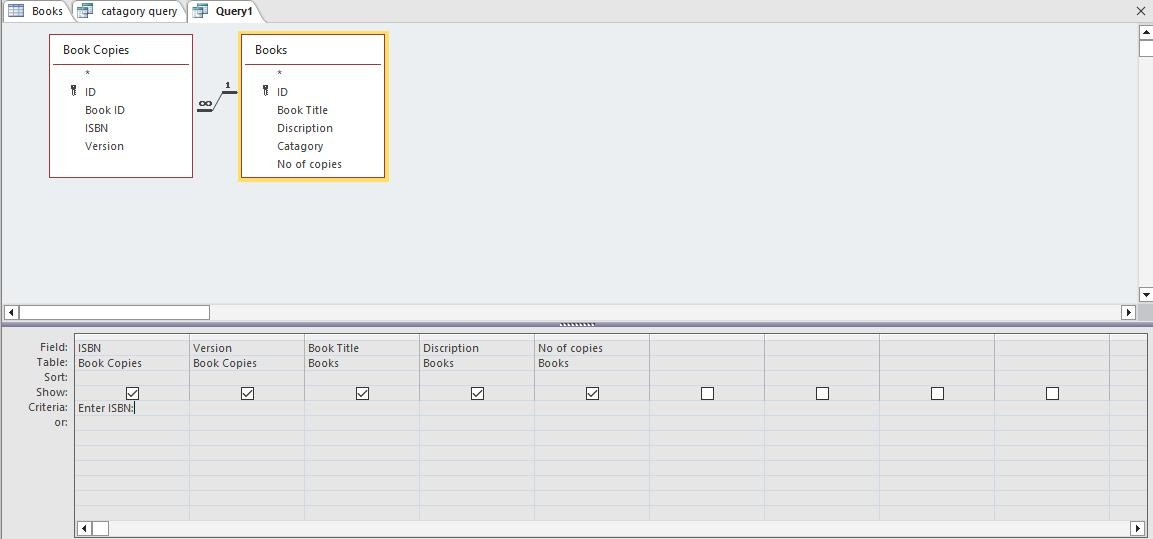 Books catagory query Query1
Book Copies
*
ID
Book ID
ISBN
Version
∞ 1
Books
*
ID
Book Title
Discription
Catagory
No of copies
Field: ISBN Version Book Title Discription No of copies
Table: Book Copies Book Copies Books Books Books
Sort:
Show:
Criteria: Enter ISBN:
or: